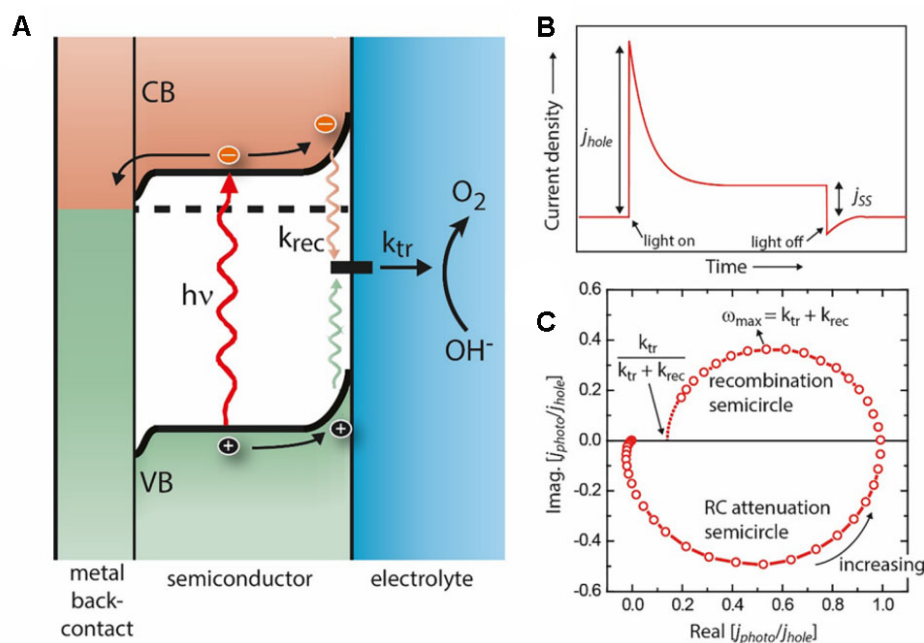 A
CB
k_rec
k_tr
O₂
hν
OH⁻
VB
metal
back-
contact
semiconductor
electrolyte
B
Current density
j_hole
j_SS
light on
light off
Time
C
Imag. [j_photo/j_hole]
0.6
0.4
0.2
0.0
-0.2
-0.4
-0.6
ω_max = k_tr + k_rec
k_tr
k_tr + k_rec
recombination
semicircle
RC attenuation
semicircle
increasing
0.0 0.2 0.4 0.6 0.8 1.0
Real [j_photo/j_hole]